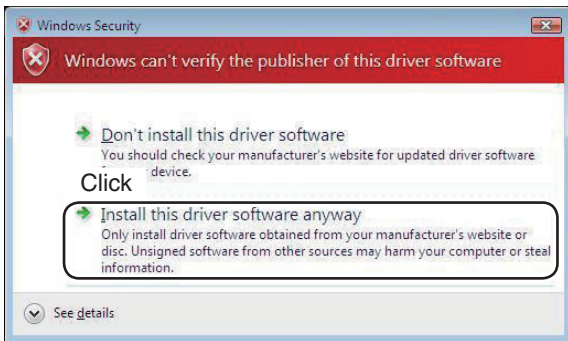 Windows Security
Windows can't verify the publisher of this driver software
Don't install this driver software
You should check your manufacturer's website for updated driver software
device.
Click
Install this driver software anyway
Only install driver software obtained from your manufacturer's website or
disc. Unsigned software from other sources may harm your computer or steal
information.
See details